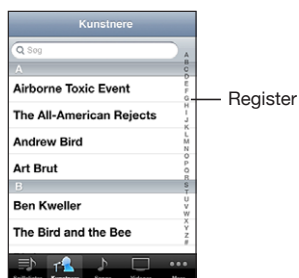 Kunstnere
Søg
A
Airborne Toxic Event
The All-American Rejects
Andrew Bird
Art Brut
B
Ben Kweller
The Bird and the Bee
A
B
C
D
E
F
G
H
I
J
K
L
M
N
O
P
Q
R
S
T
U
V
W
X
Y
Z
#
Register